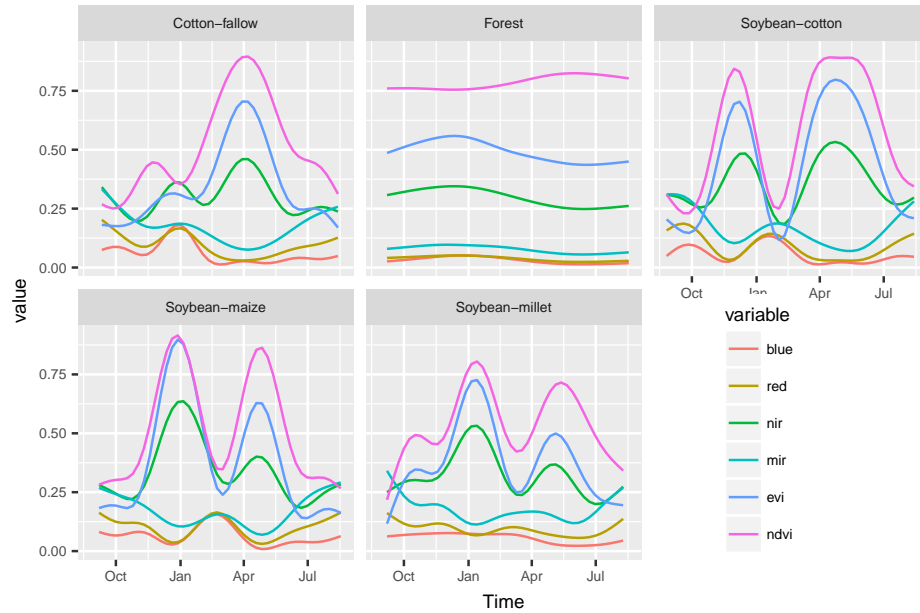 Cotton−fallow
Forest
Soybean−cotton
0.75
0.50
0.25
0.00
Oct
Jan
Apr
Jul
Soybean−maize
Soybean−millet
0.75
0.50
0.25
0.00
Oct
Jan
Apr
Jul
Oct
Jan
Apr
Jul
value
Time
variable
blue
red
nir
mir
evi
ndvi